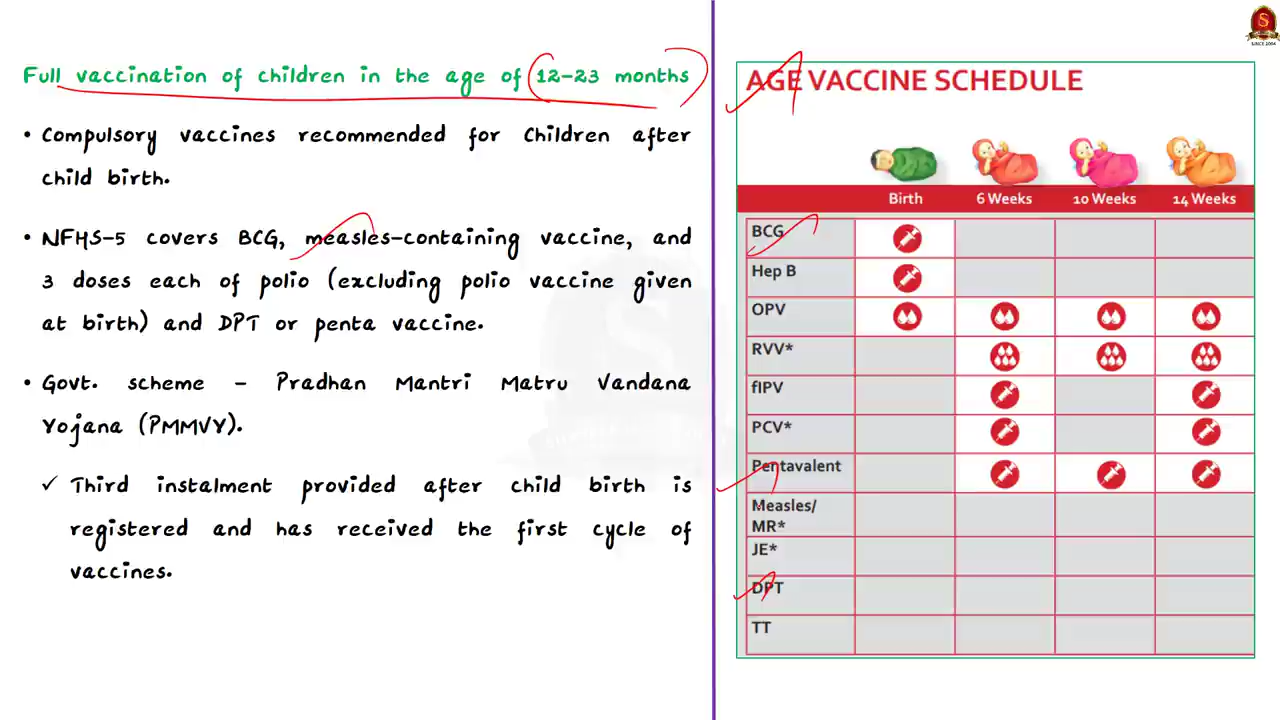 Full vaccination of children in the age of 12-23 months
• Compulsory vaccines recommended for Children after
child birth.
• NFHS-5 covers BCG, measles-containing vaccine, and
3 doses each of polio (excluding polio vaccine given
at birth) and DPT or penta vaccine.
• Govt. scheme - Pradhan Mantri Matru Vandana
Yojana (PMMVY).
✓ Third instalment provided after child birth is
registered and has received the first cycle of
vaccines.
S
SINCE 2004
AGE VACCINE SCHEDULE
Birth 6 Weeks 10 Weeks 14 Weeks
BCG
Hep B
OPV
RVV*
fIPV
PCV*
Pentavalent
Measles/
MR*
JE*
DPT
TT